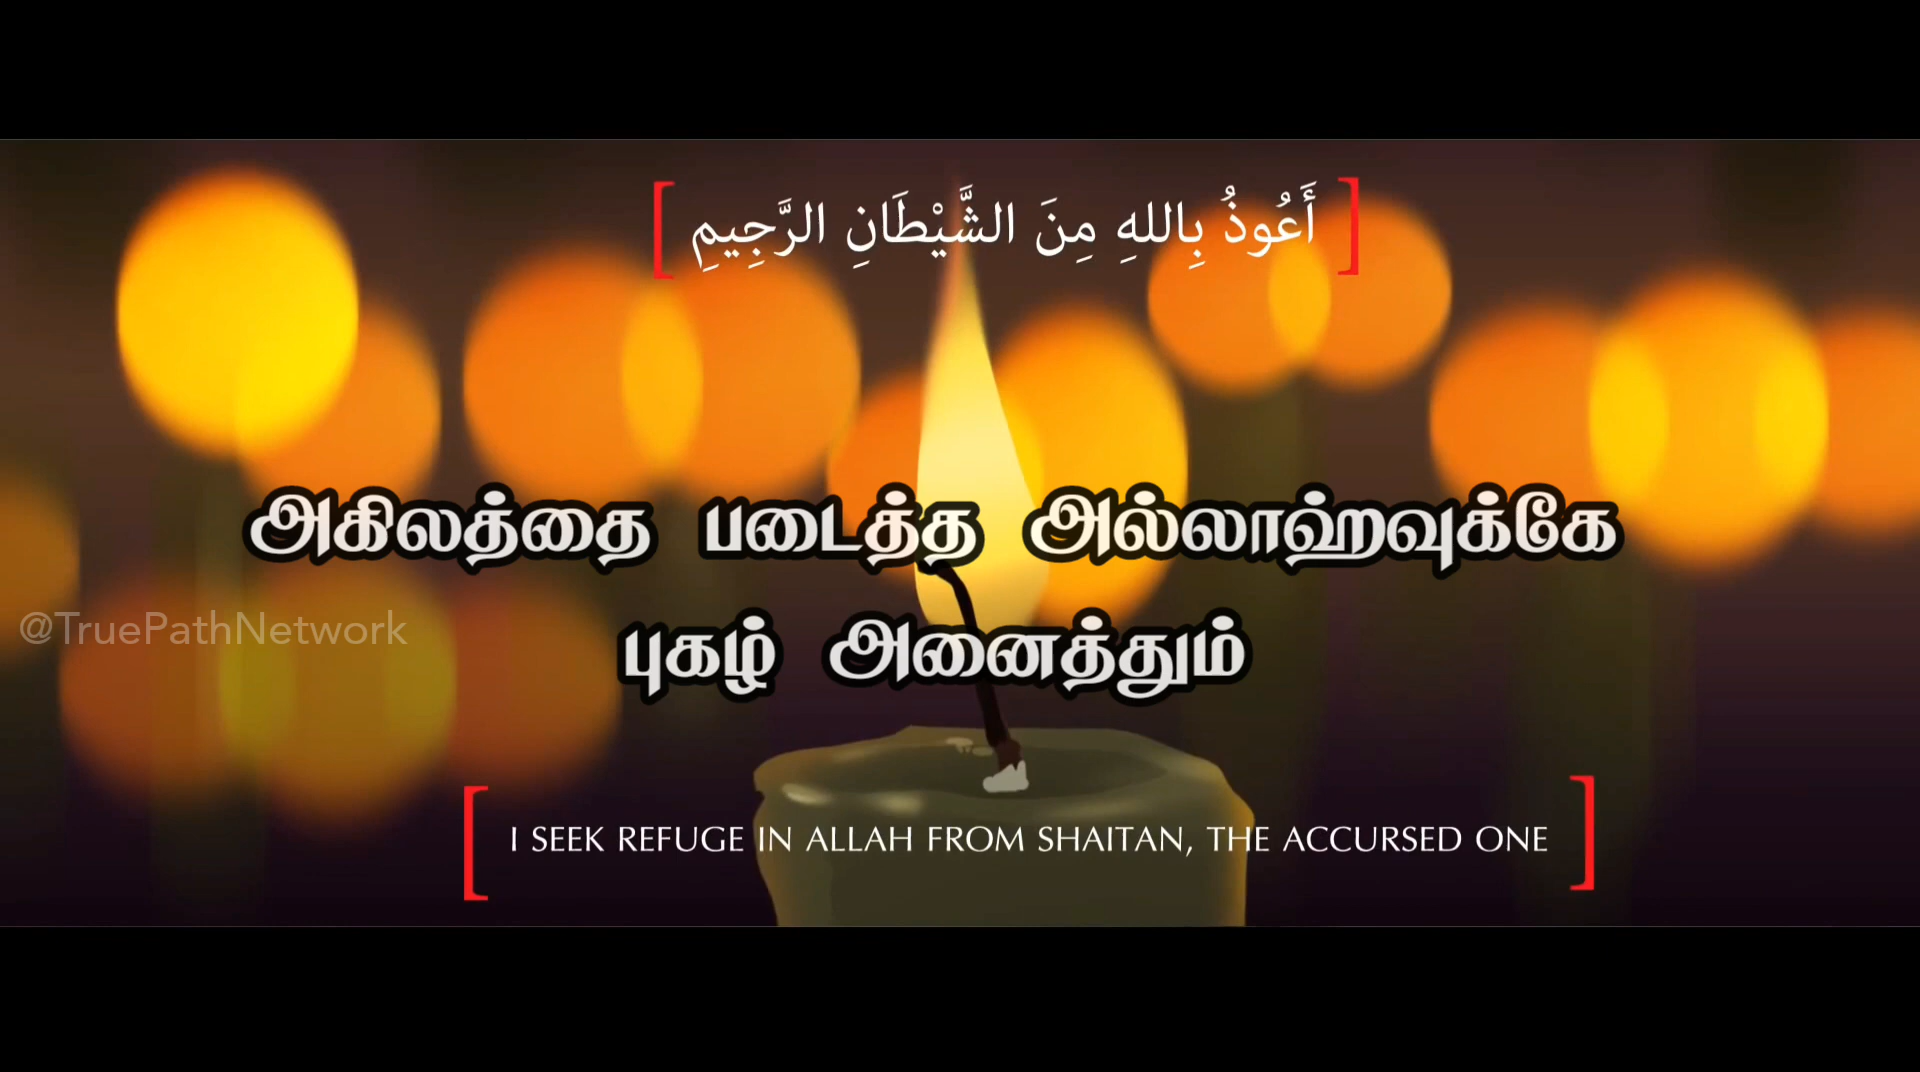 أَعُوذُ بِاللهِ مِنَ الشَّيْطَانِ الرَّجِيمِ
அகிலத்தை படைத்த அல்லாஹ்வுக்கே
@TruePathNetwork
புகழ் அனைத்தும்
I SEEK REFUGE IN ALLAH FROM SHAITAN, THE ACCURSED ONE